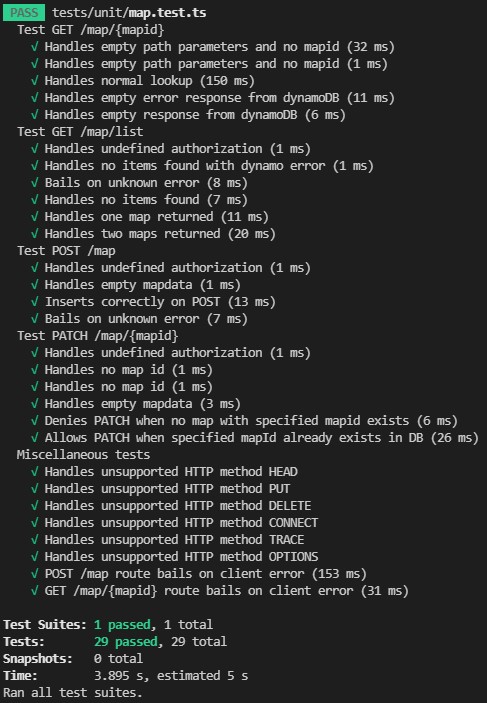 PASS tests/unit/map.test.ts
Test GET /map/{mapid}
√ Handles empty path parameters and no mapid (32 ms)
√ Handles empty path parameters and no mapid (1 ms)
√ Handles normal lookup (150 ms)
√ Handles empty error response from dynamoDB (11 ms)
√ Handles empty response from dynamoDB (6 ms)
Test GET /map/list
√ Handles undefined authorization (1 ms)
√ Handles no items found with dynamo error (1 ms)
√ Bails on unknown error (8 ms)
√ Handles no items found (7 ms)
√ Handles one map returned (11 ms)
√ Handles two maps returned (20 ms)
Test POST /map
√ Handles undefined authorization (1 ms)
√ Handles empty mapdata (1 ms)
√ Inserts correctly on POST (13 ms)
√ Bails on unknown error (7 ms)
Test PATCH /map/{mapid}
√ Handles undefined authorization (1 ms)
√ Handles no map id (1 ms)
√ Handles no map id (1 ms)
√ Handles empty mapdata (3 ms)
√ Denies PATCH when no map with specified mapid exists (6 ms)
√ Allows PATCH when specified mapId already exists in DB (26 ms)
Miscellaneous tests
√ Handles unsupported HTTP method HEAD
√ Handles unsupported HTTP method PUT
√ Handles unsupported HTTP method DELETE
√ Handles unsupported HTTP method CONNECT
√ Handles unsupported HTTP method TRACE
√ Handles unsupported HTTP method OPTIONS
√ POST /map route bails on client error (153 ms)
√ GET /map/{mapid} route bails on client error (31 ms)
Test Suites: 1 passed, 1 total
Tests: 29 passed, 29 total
Snapshots: 0 total
Time: 3.895 s, estimated 5 s
Ran all test suites.